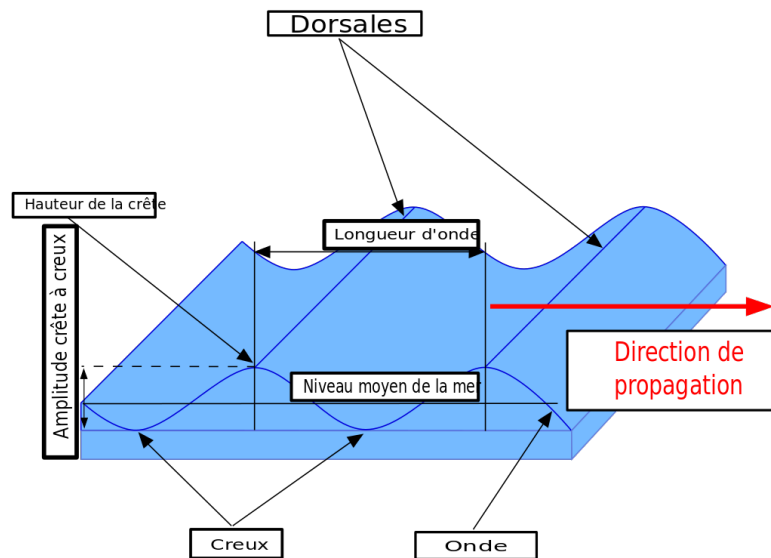 Dorsales
Hauteur de la crête
Longueur d'onde
Amplitude crête à creux
Niveau moyen de la mer
Direction de
propagation
Creux
Onde